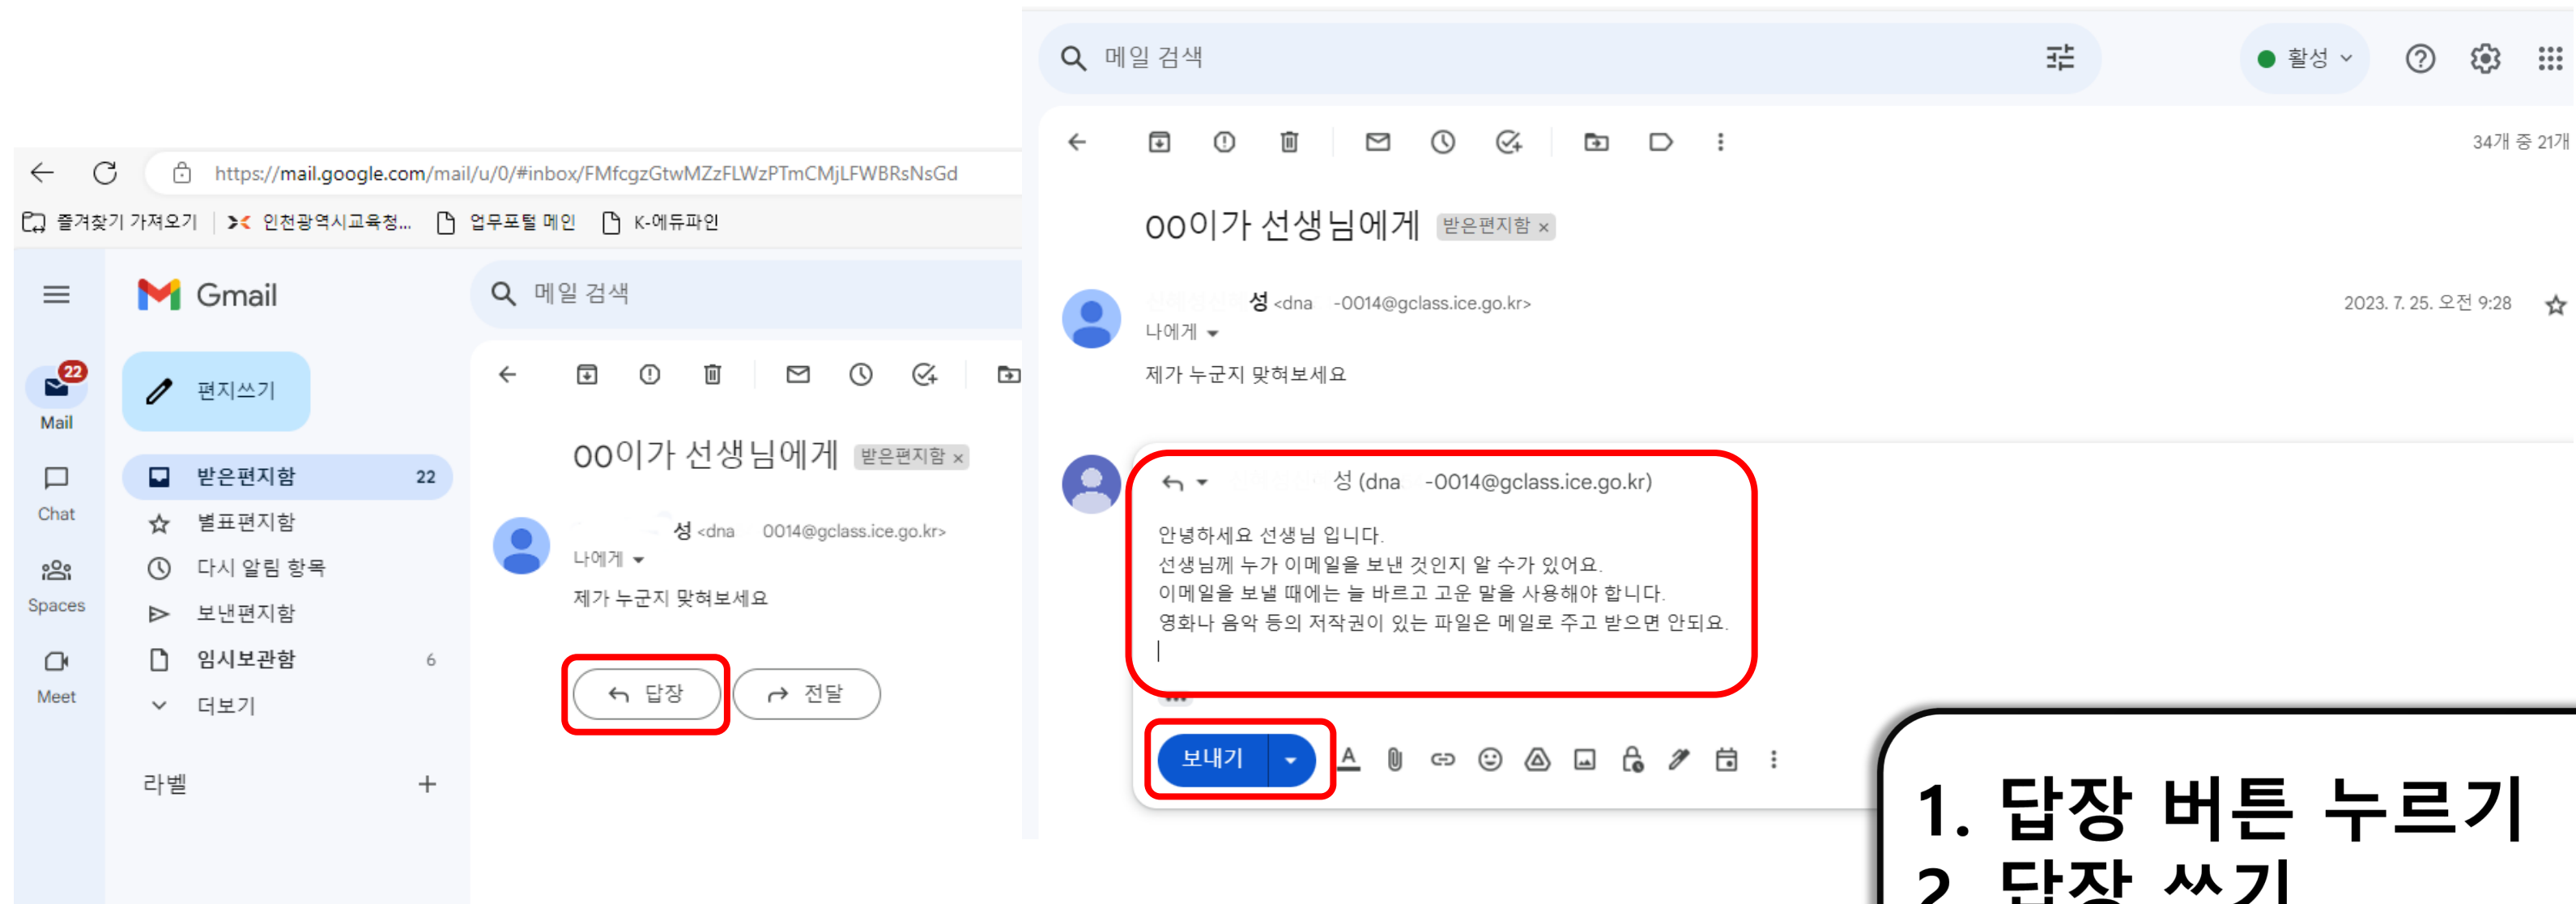 https://mail.google.com/mail/u/0/#inbox/FMfcgzGtwMZzFLWzPTmCMjLFWBRsNsGd
즐겨찾기 가져오기 인천광역시교육청... 업무포털 메인 K-에듀파인
Gmail
메일 검색
22
Mail
Chat
Spaces
Meet
편지쓰기
받은편지함 22
별표편지함
다시 알림 항목
보낸편지함
임시보관함 6
더보기
라벨 +
00이가 선생님에게 받은편지함 ×
성 <dna 0014@gclass.ice.go.kr>
나에게
제가 누군지 맞혀보세요
답장 전달
메일 검색
활성
34개 중 21개
00이가 선생님에게 받은편지함 ×
성 <dna -0014@gclass.ice.go.kr>
2023. 7. 25. 오전 9:28
나에게
제가 누군지 맞혀보세요
성 (dna -0014@gclass.ice.go.kr)
안녕하세요 선생님 입니다.
선생님께 누가 이메일을 보낸 것인지 알 수가 있어요.
이메일을 보낼 때에는 늘 바르고 고운 말을 사용해야 합니다.
영화나 음악 등의 저작권이 있는 파일은 메일로 주고 받으면 안되요.
보내기
1. 답장 버튼 누르기
2. 답장 쓰기